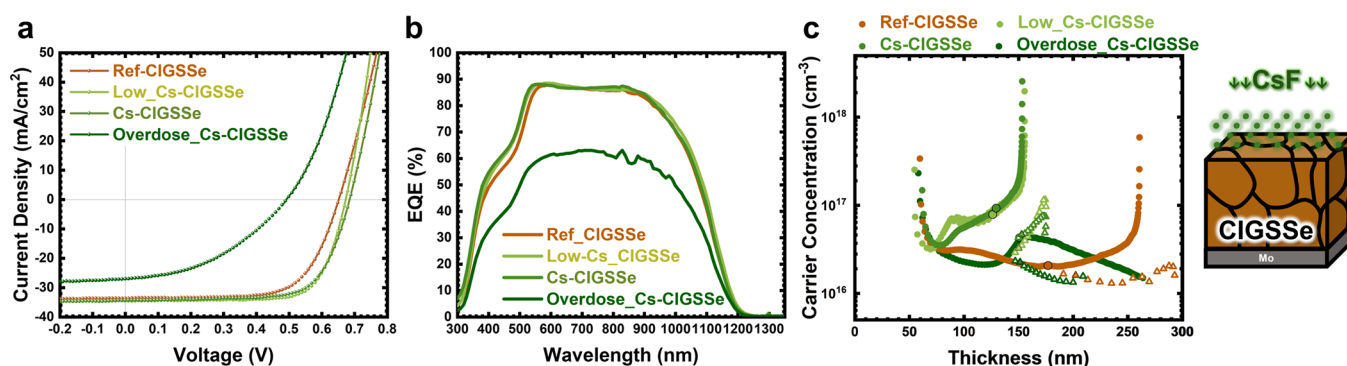 a
50
40
30
20
10
0
-10
-20
-30
-40
-0.2
-0.1
0.0
0.1
0.2
0.3
0.4
0.5
0.6
0.7
0.8
Current Density (mA/cm²)
Voltage (V)
Ref-CIGSSe
Low_Cs-CIGSSe
Cs-CIGSSe
Overdose_Cs-CIGSSe
b
100
90
80
70
60
50
40
30
20
10
0
300
400
500
600
700
800
900
1000
1100
1200
1300
EQE (%)
Wavelength (nm)
Ref_CIGSSe
Low-Cs_CIGSSe
Cs-CIGSSe
Overdose_Cs-CIGSSe
c
Ref-CIGSSe
Low_Cs-CIGSSe
Cs-CIGSSe
Overdose_Cs-CIGSSe
Carrier Concentration (cm⁻³)
10¹⁸
10¹⁷
10¹⁶
0
50
100
150
200
250
300
Thickness (nm)
↓↓CsF ↓↓
CIGSSe
Mo